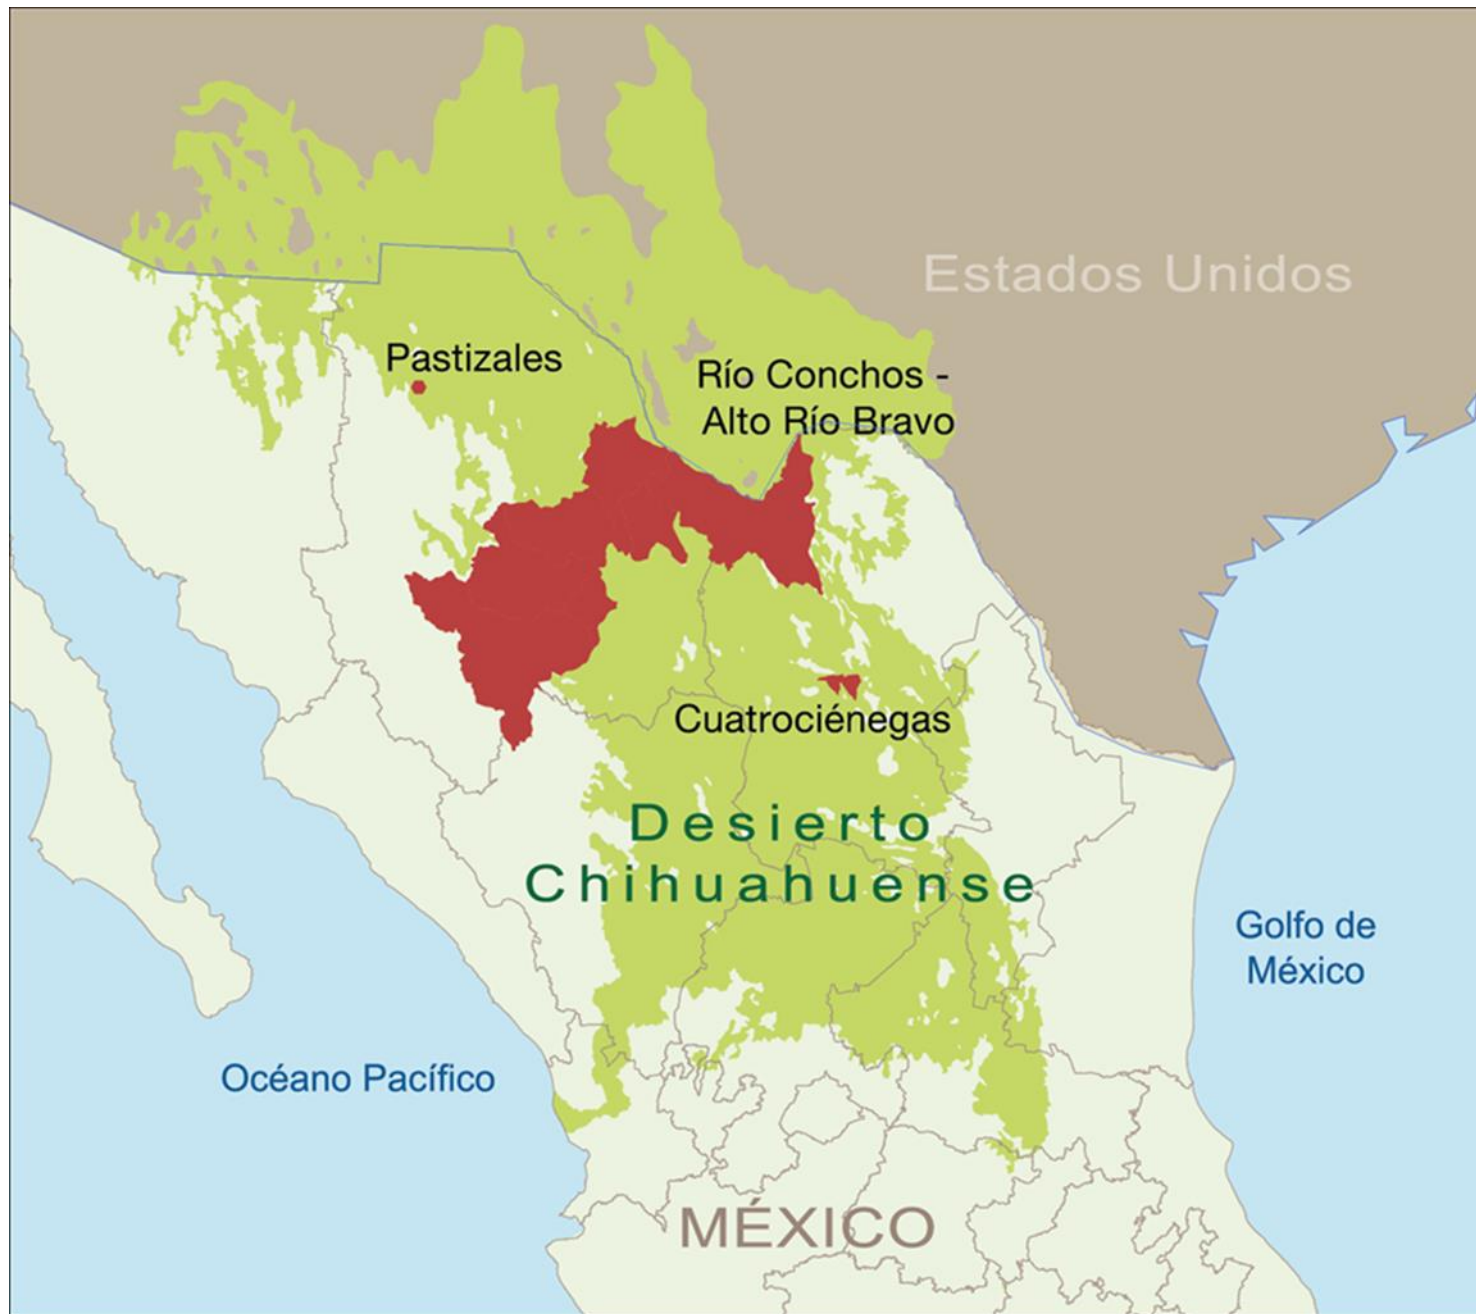 Estados Unidos
Pastizales
Río Conchos -
Alto Río Bravo
Cuatrociénegas
Desierto
Chihuahuense
Golfo de
México
Océano Pacífico
MÉXICO